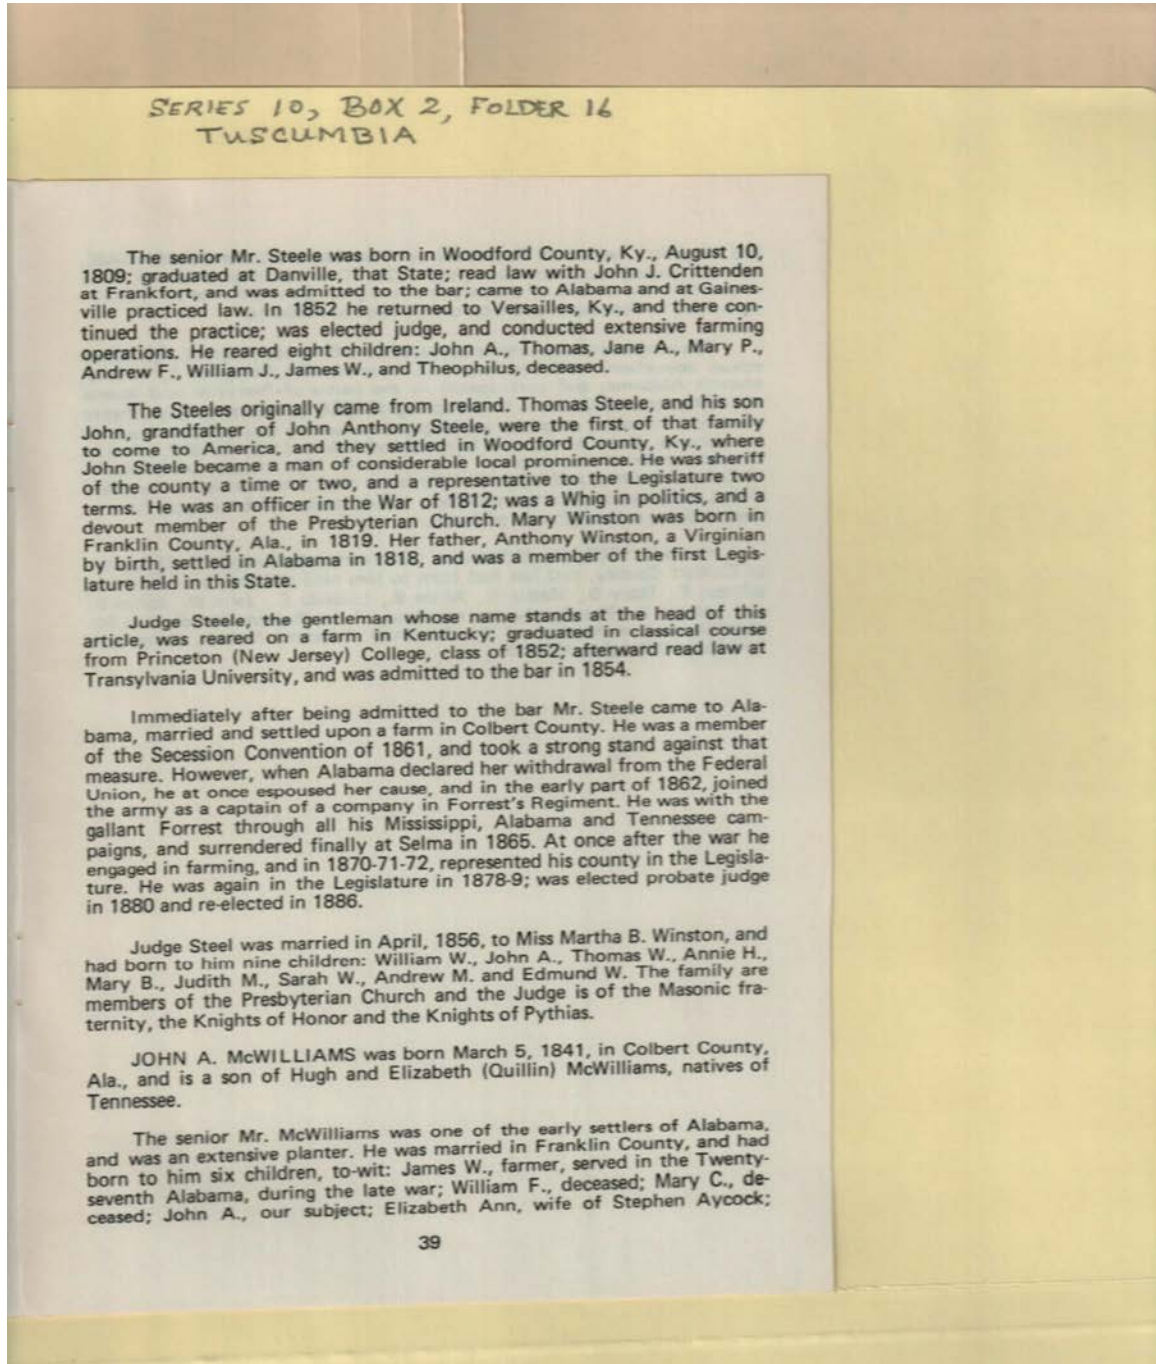 SERIES 10, BOX 2, FOLDER 16
TUSCUMBIA
The senior Mr. Steele was born in Woodford County, Ky., August 10,
1809; graduated at Danville, that State; read law with John J. Crittenden
at Frankfort, and was admitted to the bar; came to Alabama and at Gaines-
ville practiced law. In 1852 he returned to Versailles, Ky., and there con-
tinued the practice; was elected judge, and conducted extensive farming
operations. He reared eight children: John A., Thomas, Jane A., Mary P.,
Andrew F., William J., James W., and Theophilus, deceased.
The Steeles originally came from Ireland. Thomas Steele, and his son
John, grandfather of John Anthony Steele, were the first of that family
to come to America, and they settled in Woodford County, Ky., where
John Steele became a man of considerable local prominence. He was sheriff
of the county a time or two, and a representative to the Legislature two
terms. He was an officer in the War of 1812; was a Whig in politics, and a
devout member of the Presbyterian Church. Mary Winston was born in
Franklin County, Ala., in 1819. Her father, Anthony Winston, a Virginian
by birth, settled in Alabama in 1818, and was a member of the first Legis-
lature held in this State.
Judge Steele, the gentleman whose name stands at the head of this
article, was reared on a farm in Kentucky; graduated in classical course
from Princeton (New Jersey) College, class of 1852; afterward read law at
Transylvania University, and was admitted to the bar in 1854.
Immediately after being admitted to the bar Mr. Steele came to Ala-
bama, married and settled upon a farm in Colbert County. He was a member
of the Secession Convention of 1861, and took a strong stand against that
measure. However, when Alabama declared her withdrawal from the Federal
Union, he at once espoused her cause, and in the early part of 1862, joined
the army as a captain of a company in Forrest's Regiment. He was with the
gallant Forrest through all his Mississippi, Alabama and Tennessee cam-
paigns, and surrendered finally at Selma in 1865. At once after the war he
engaged in farming, and in 1870-71-72, represented his county in the Legisla-
ture. He was again in the Legislature in 1878-9; was elected probate judge
in 1880 and re-elected in 1886.
Judge Steel was married in April, 1856, to Miss Martha B. Winston, and
had born to him nine children: William W., John A., Thomas W., Annie H.,
Mary B., Judith M., Sarah W., Andrew M. and Edmund W. The family are
members of the Presbyterian Church and the Judge is of the Masonic fra-
ternity, the Knights of Honor and the Knights of Pythias.
JOHN A. McWILLIAMS was born March 5, 1841, in Colbert County,
Ala., and is a son of Hugh and Elizabeth (Quillin) McWilliams, natives of
Tennessee.
The senior Mr. McWilliams was one of the early settlers of Alabama,
and was an extensive planter. He was married in Franklin County, and had
born to him six children, to-wit: James W., farmer, served in the Twenty-
seventh Alabama, during the late war; William F., deceased; Mary C., de-
ceased; John A., our subject; Elizabeth Ann, wife of Stephen Aycock;
39